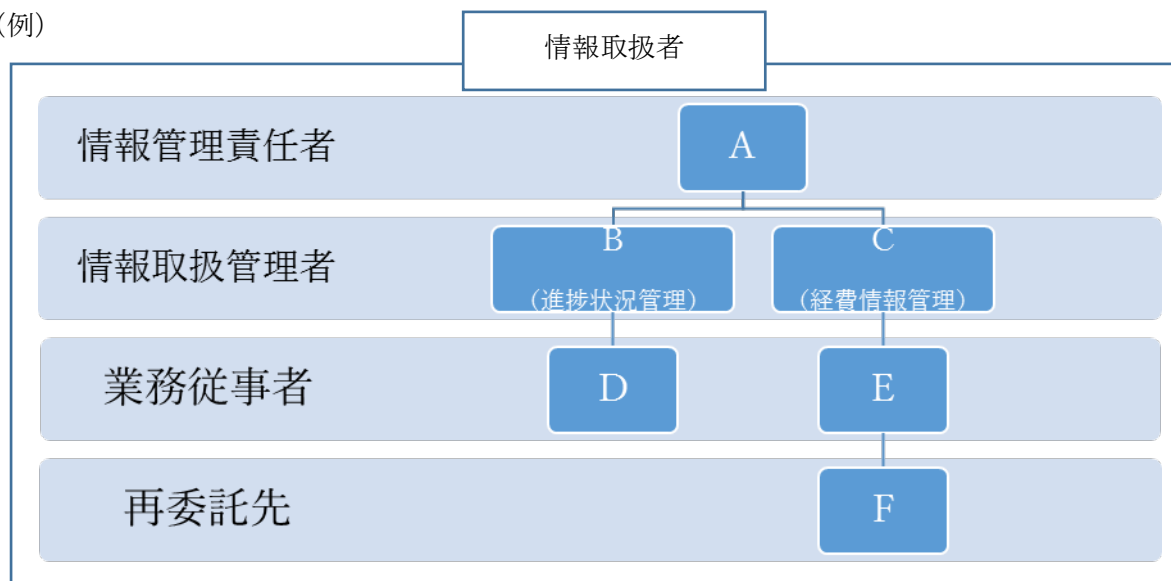 (例)
情報取扱者
情報管理責任者
A
情報取扱管理者
B
(進捗状況管理)
C
(経費情報管理)
業務従事者
D
E
再委託先
F